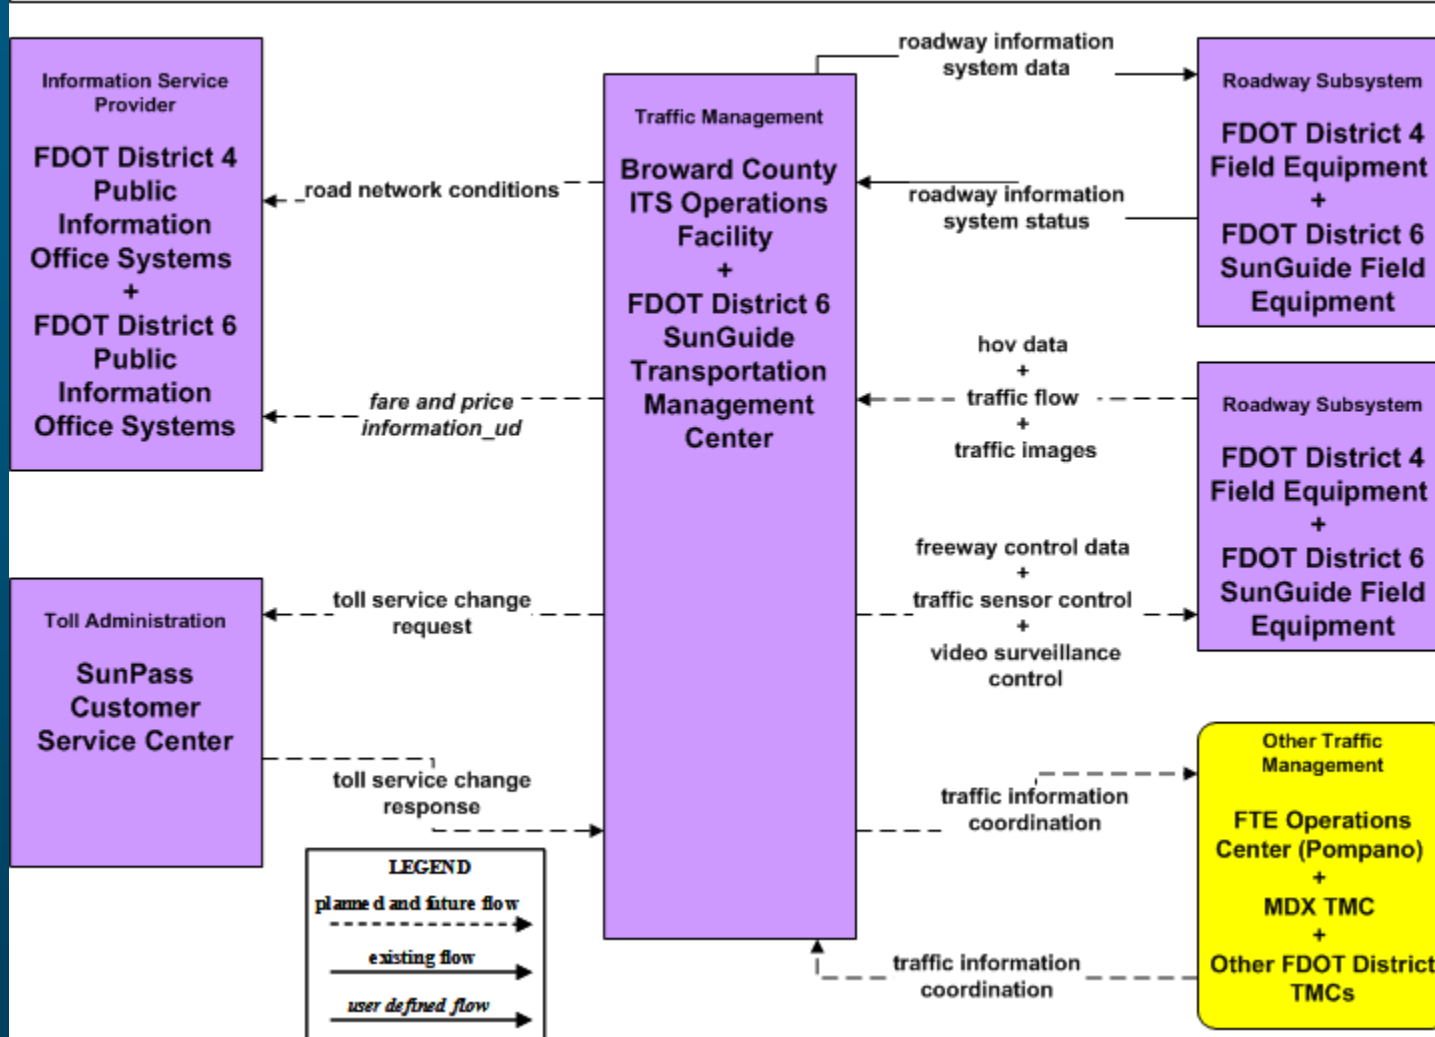 Information Service
Provider
FDOT District 4
Public
Information
Office Systems
+
FDOT District 6
Public
Information
Office Systems
road network conditions
fare and price
information_ud
Toll Administration
SunPass
Customer
Service Center
toll service change
request
toll service change
response
LEGEND
planned and future flow
existing flow
user defined flow
Traffic Management
Broward County
ITS Operations
Facility
+
FDOT District 6
SunGuide
Transportation
Management
Center
roadway information
system data
roadway information
system status
hov data
+
traffic flow
+
traffic images
freeway control data
+
traffic sensor control
+
video surveillance
control
traffic information
coordination
traffic information
coordination
Roadway Subsystem
FDOT District 4
Field Equipment
+
FDOT District 6
SunGuide Field
Equipment
Roadway Subsystem
FDOT District 4
Field Equipment
+
FDOT District 6
SunGuide Field
Equipment
Other Traffic
Management
FTE Operations
Center (Pompano)
+
MDX TMC
+
Other FDOT District
TMCs